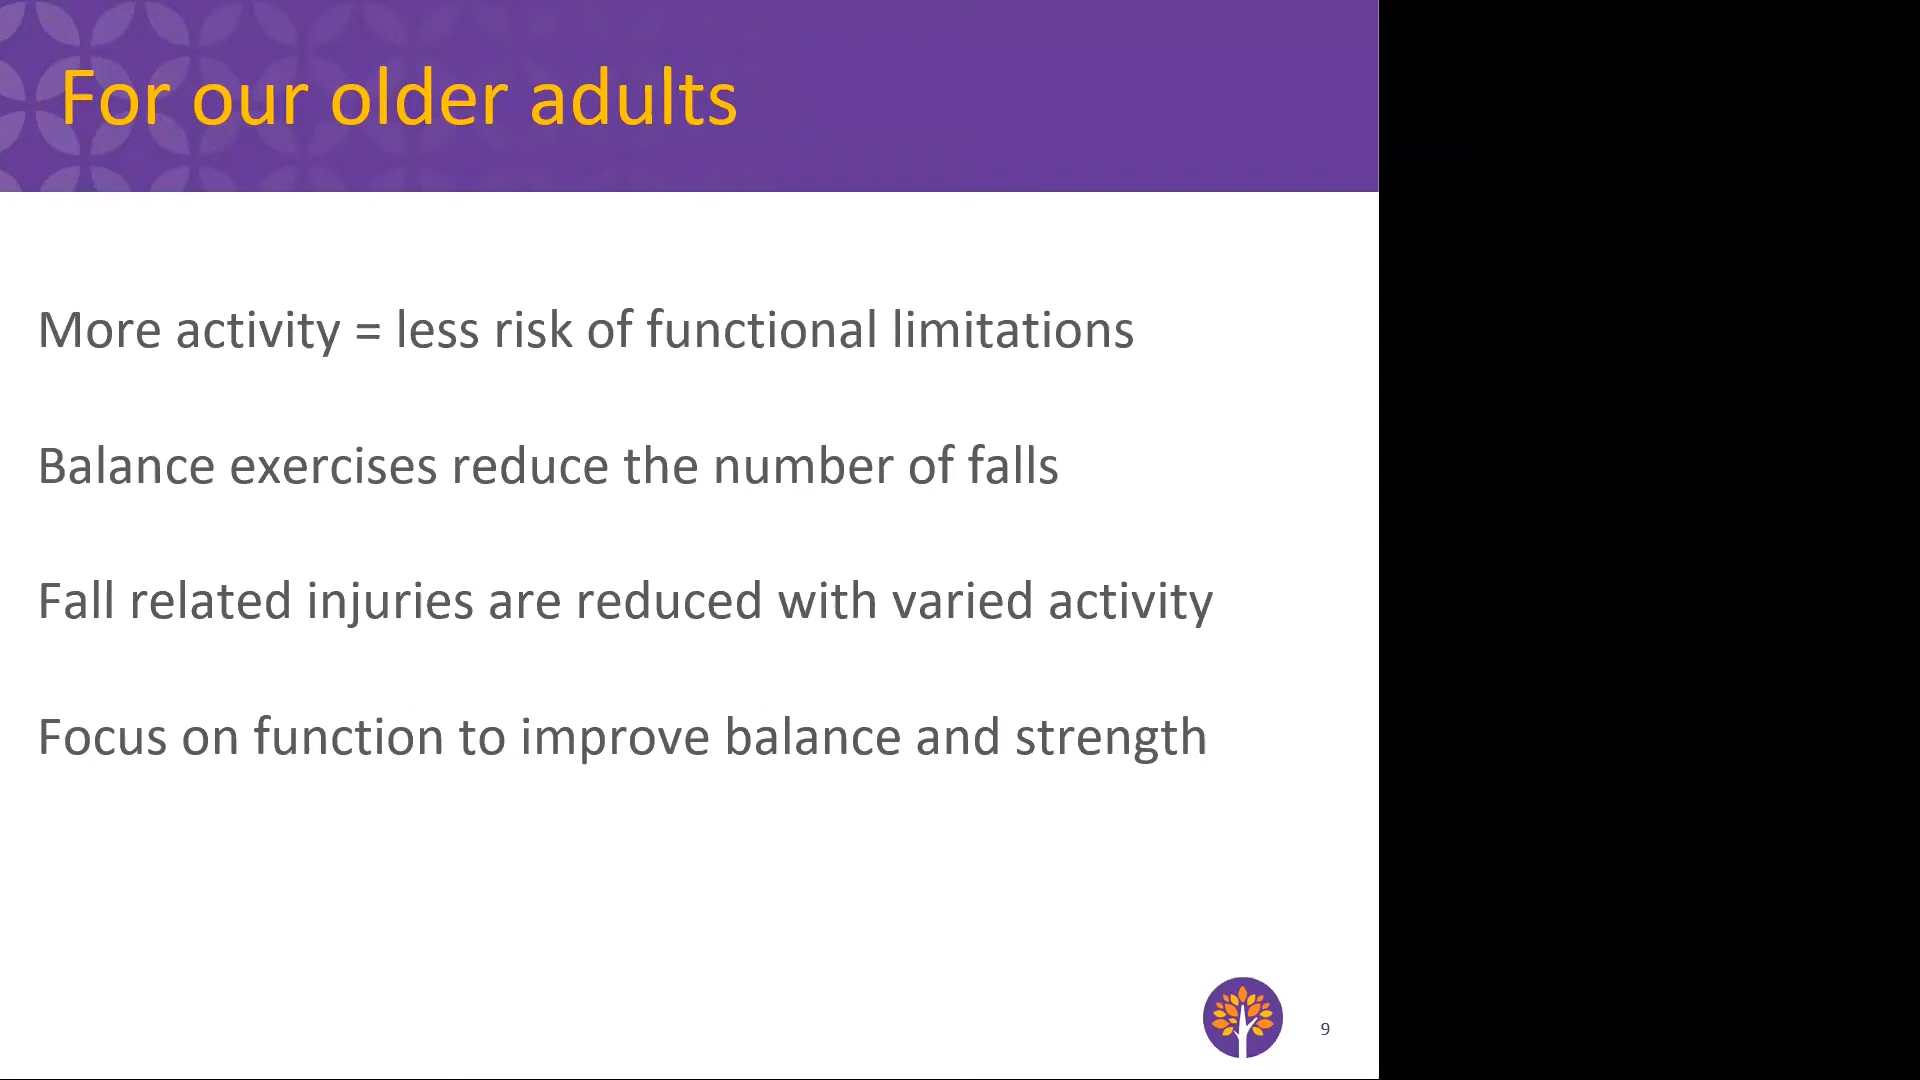 For our older adults
More activity = less risk of functional limitations
Balance exercises reduce the number of falls
Fall related injuries are reduced with varied activity
Focus on function to improve balance and strength
9